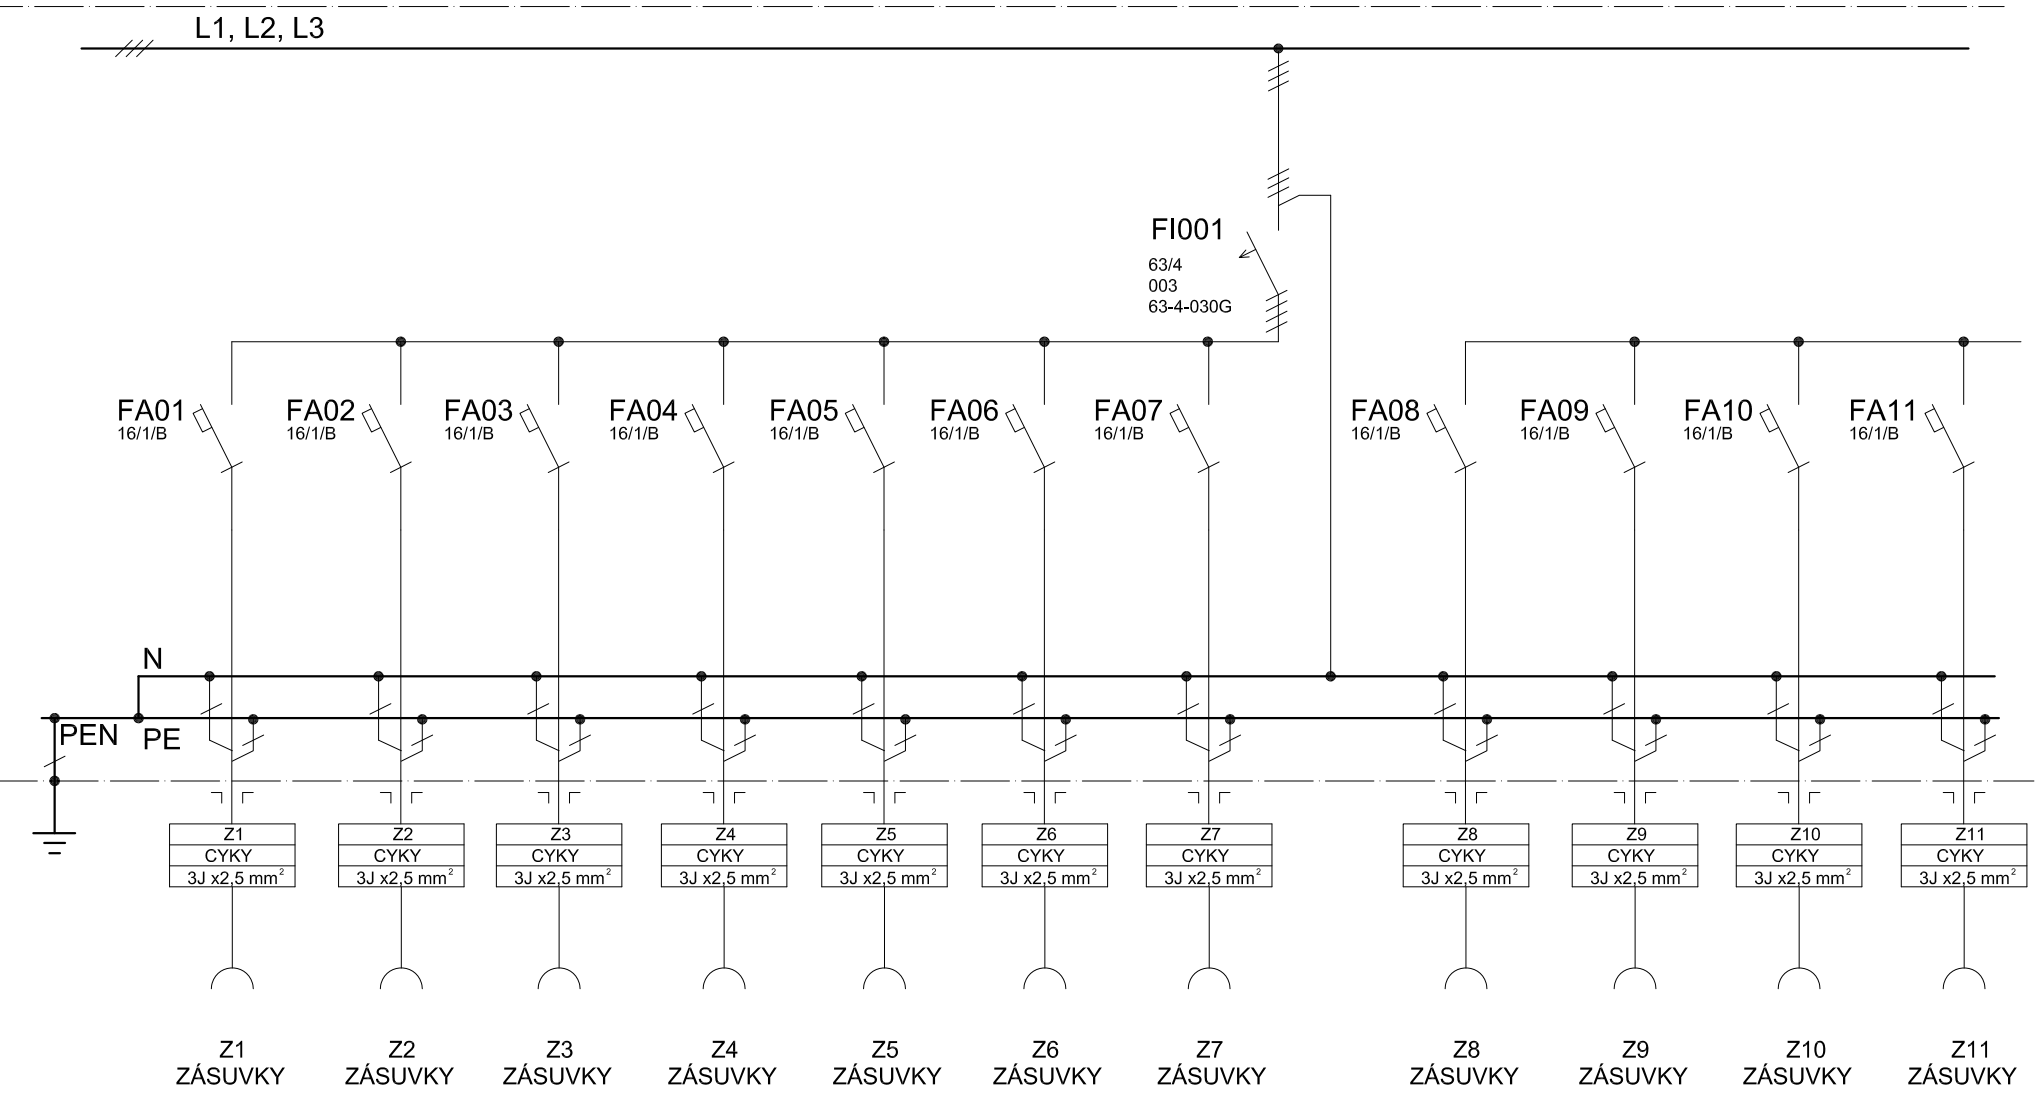 L1, L2, L3
FI001
63/4
003
63-4-030G
FA01
16/1/B
FA02
16/1/B
FA03
16/1/B
FA04
16/1/B
FA05
16/1/B
FA06
16/1/B
FA07
16/1/B
FA08
16/1/B
FA09
16/1/B
FA10
16/1/B
FA11
16/1/B
N
PEN
PE
Z1
CYKY
3J x2,5 mm²
Z2
CYKY
3J x2,5 mm²
Z3
CYKY
3J x2,5 mm²
Z4
CYKY
3J x2,5 mm²
Z5
CYKY
3J x2,5 mm²
Z6
CYKY
3J x2,5 mm²
Z7
CYKY
3J x2,5 mm²
Z8
CYKY
3J x2,5 mm²
Z9
CYKY
3J x2,5 mm²
Z10
CYKY
3J x2,5 mm²
Z11
CYKY
3J x2,5 mm²
Z1
ZÁSUVKY
Z2
ZÁSUVKY
Z3
ZÁSUVKY
Z4
ZÁSUVKY
Z5
ZÁSUVKY
Z6
ZÁSUVKY
Z7
ZÁSUVKY
Z8
ZÁSUVKY
Z9
ZÁSUVKY
Z10
ZÁSUVKY
Z11
ZÁSUVKY